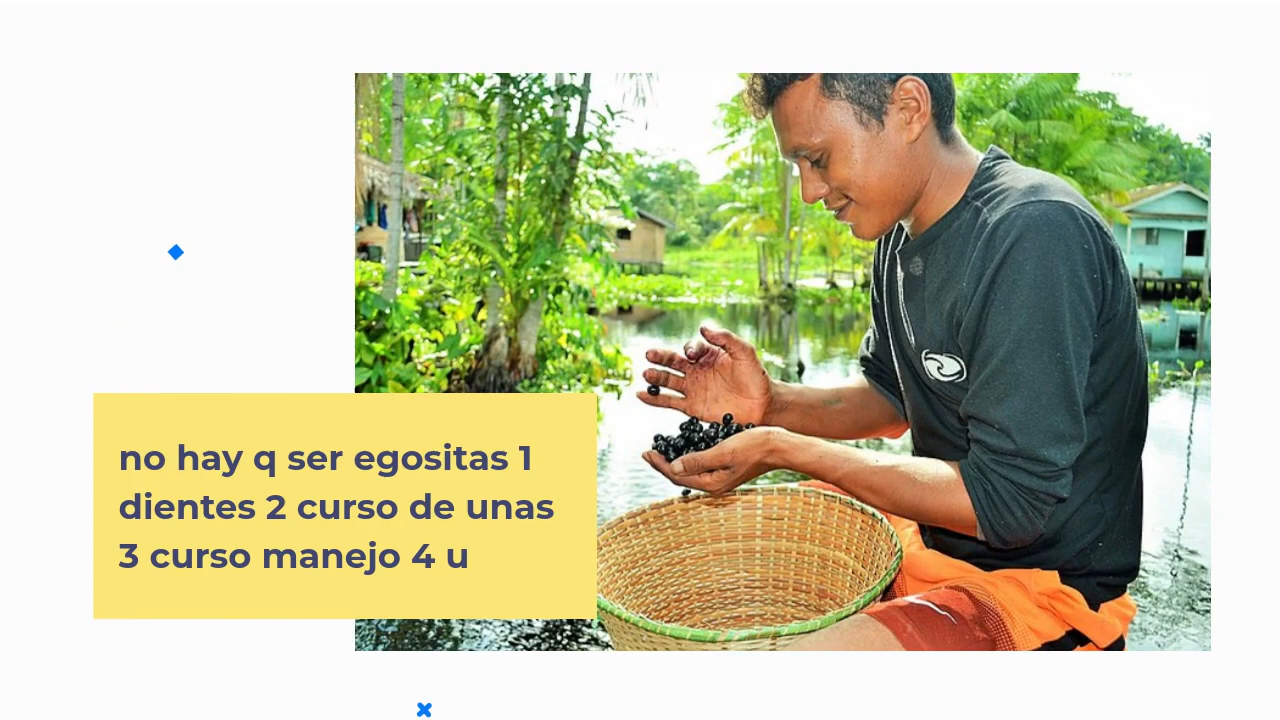 no hay q ser egositas 1
dientes 2 curso de unas
3 curso manejo 4 u